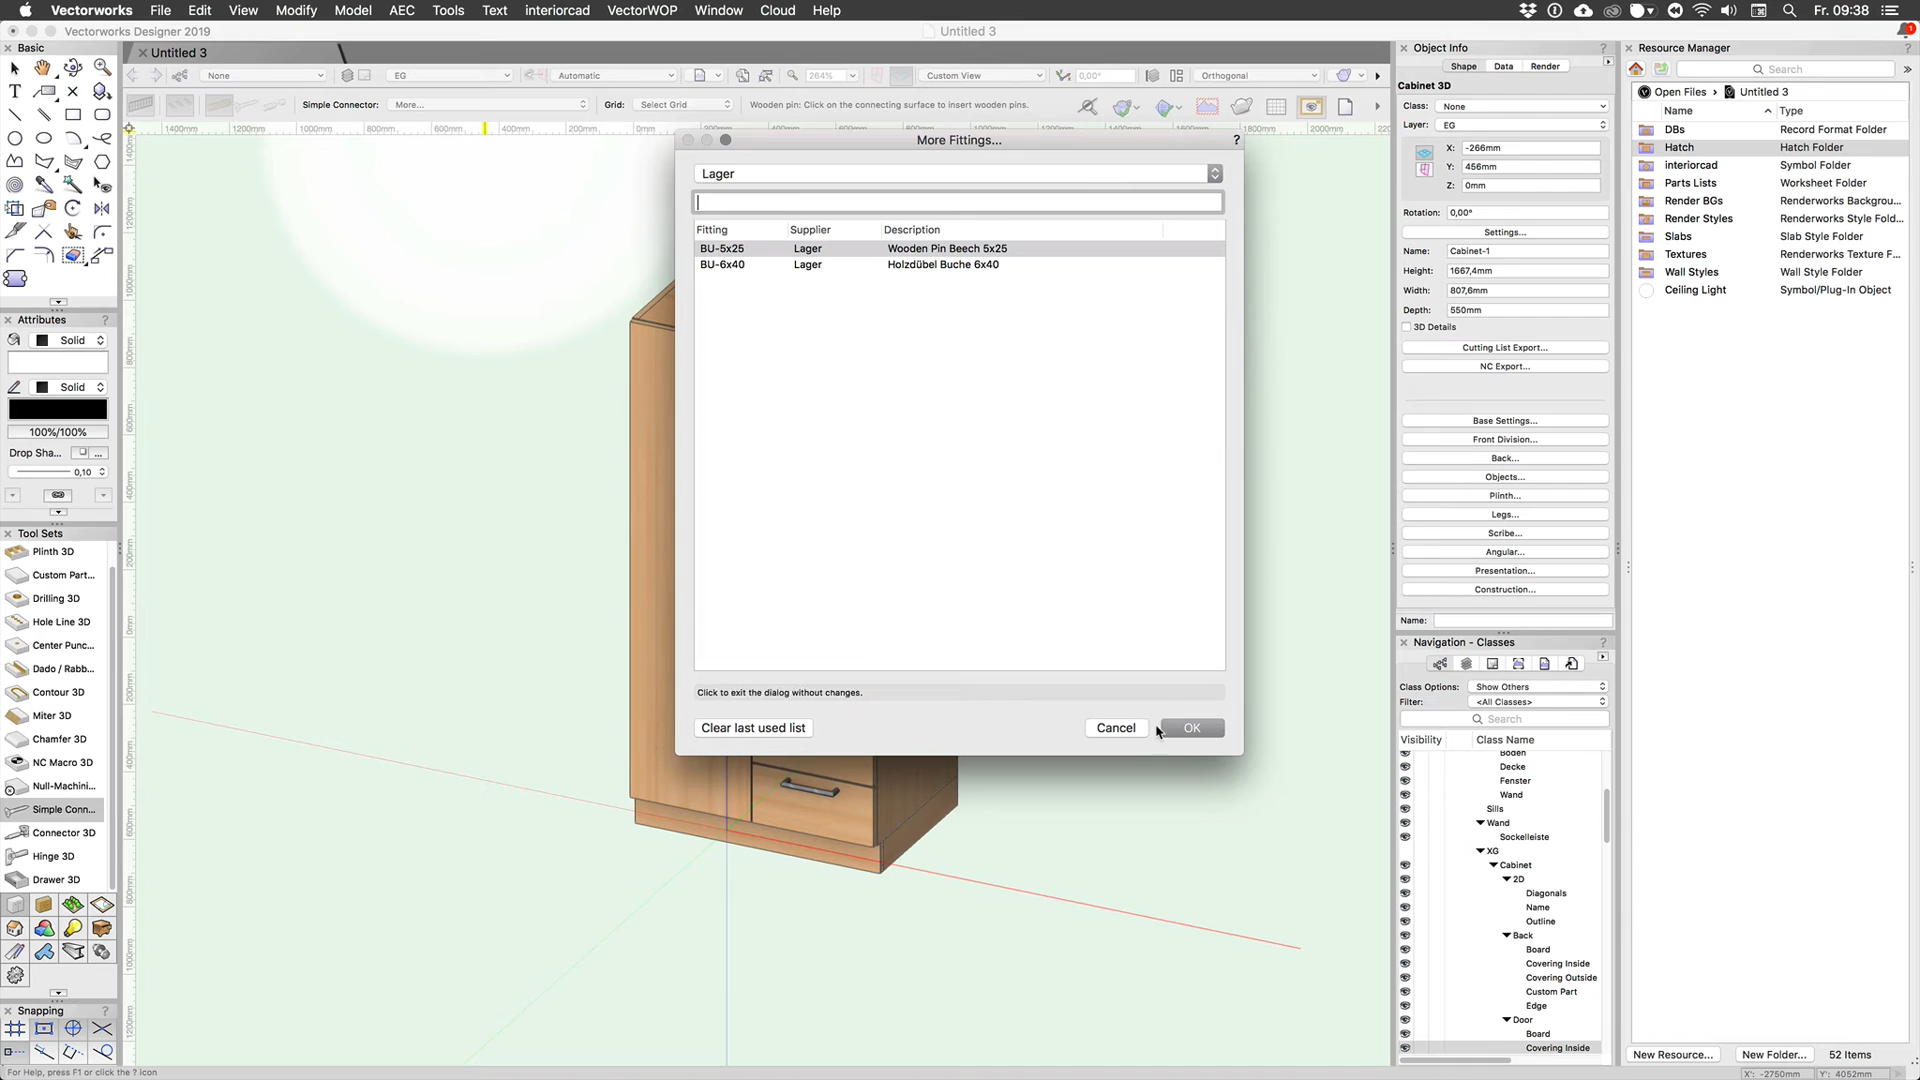 Vectorworks File Edit View Modify Model AEC Tools Text interiorcad VectorWOP Window Cloud Help Fr. 09:38
Vectorworks Designer 2019 Untitled 3
Basic Untitled 3 Object Info ? Resource Manager ?
None EG Automatic 264% Custom View 0,00° Orthogonal
Simple Connector: More... Grid: Select Grid Wooden pin: Click on the connecting surface to insert wooden pins.
Shape Data Render
Cabinet 3D
Class: None
Layer: EG
X: -266mm
Y: 456mm
Z: 0mm
Rotation: 0,00°
Settings...
Name: Cabinet-1
Height: 1667,4mm
Width: 807,6mm
Depth: 550mm
3D Details
Cutting List Export...
NC Export...
Base Settings...
Front Division...
Back...
Objects...
Plinth...
Legs...
Scribe...
Angular...
Presentation...
Construction...
Name:
Search
Open Files Untitled 3
Name Type
DBs Record Format Folder
Hatch Hatch Folder
interiorcad Symbol Folder
Parts Lists Worksheet Folder
Render BGs Renderworks Backgrou...
Render Styles Renderworks Style Fold...
Slabs Slab Style Folder
Textures Renderworks Texture F...
Wall Styles Wall Style Folder
Ceiling Light Symbol/Plug-In Object
New Resource... New Folder... 52 Items
1400mm 1200mm 1000mm 800mm 600mm 400mm 200mm 0mm
More Fittings... ?
Lager
Fitting Supplier Description
BU-5x25 Lager Wooden Pin Beech 5x25
BU-6x40 Lager Holzdübel Buche 6x40
Click to exit the dialog without changes.
Clear last used list Cancel OK
Attributes ?
Solid
Solid
100%/100%
Drop Sha... ...
0,10
Tool Sets
Plinth 3D
Custom Part...
Drilling 3D
Hole Line 3D
Center Punc...
Dado / Rabb...
Contour 3D
Miter 3D
Chamfer 3D
NC Macro 3D
Null-Machini...
Simple Conn...
Connector 3D
Hinge 3D
Drawer 3D
Snapping ?
Navigation - Classes ?
Class Options: Show Others
Filter: <All Classes>
Search
Visibility Class Name
Boden
Decke
Fenster
Wand
Sills
Wand
Sockelleiste
XG
Cabinet
2D
Diagonals
Name
Outline
Back
Board
Covering Inside
Covering Outside
Custom Part
Edge
Door
Board
Covering Inside
For Help, press F1 or click the ? icon X': -2750mm Y': 4052mm